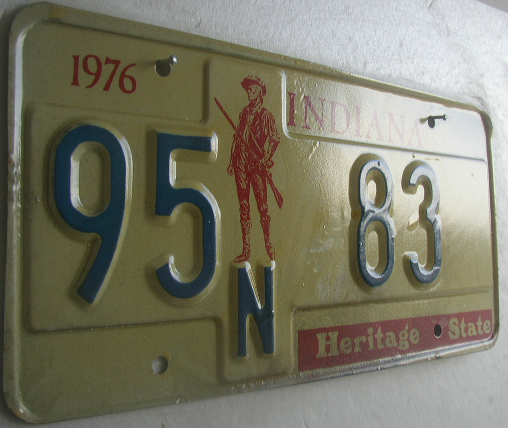 1976 INDIANA
95 N 83
Heritage State